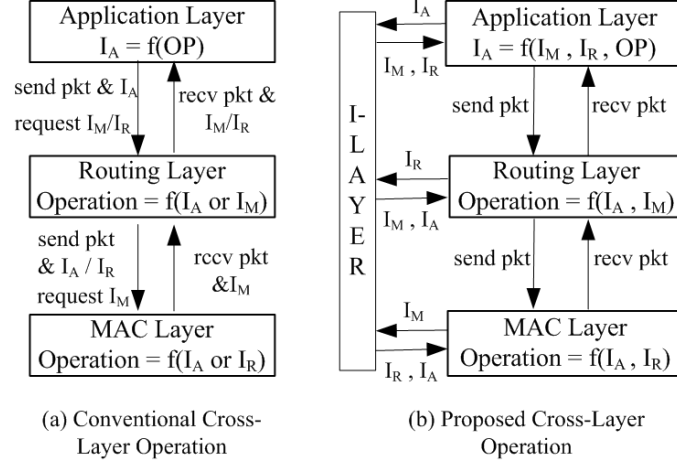 Application Layer
I_A = f(OP)
send pkt & I_A
request I_M/I_R
recv pkt &
I_M/I_R
Routing Layer
Operation = f(I_A or I_M)
send pkt
& I_A / I_R
request I_M
rccv pkt
&I_M
MAC Layer
Operation = f(I_A or I_R)
(a) Conventional Cross-
Layer Operation
I-
L
A
Y
E
R
I_A
I_M , I_R
Application Layer
I_A = f(I_M , I_R , OP)
send pkt
recv pkt
I_R
I_M , I_A
Routing Layer
Operation = f(I_A , I_M)
send pkt
recv pkt
I_M
I_R , I_A
MAC Layer
Operation = f(I_A , I_R)
(b) Proposed Cross-Layer
Operation